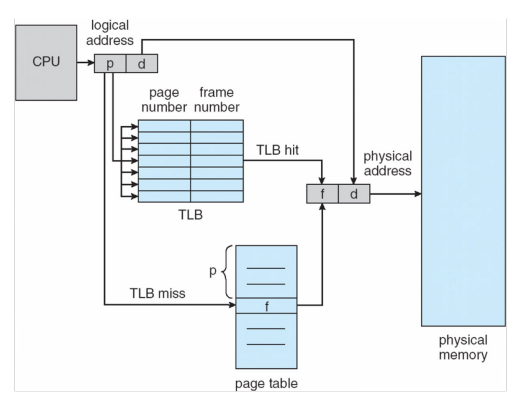 logical
address
CPU
p d
page
number
frame
number
TLB hit
TLB
physical
address
f d
p
TLB miss
f
page table
physical
memory